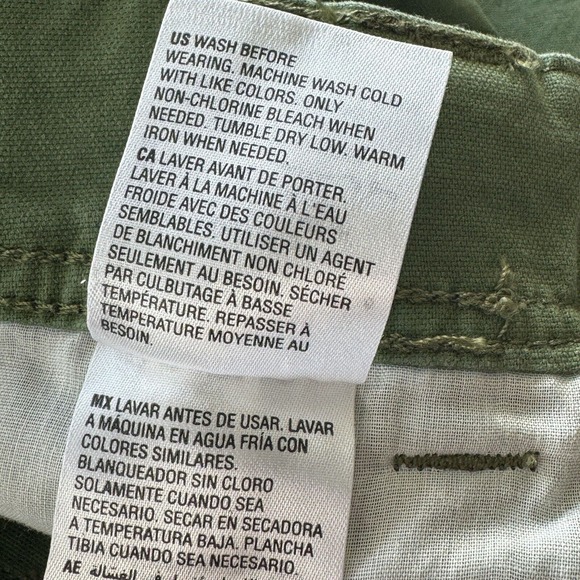 US WASH BEFORE
WEARING. MACHINE WASH COLD
WITH LIKE COLORS. ONLY
NON-CHLORINE BLEACH WHEN
NEEDED. TUMBLE DRY LOW. WARM
IRON WHEN NEEDED.
CA LAVER AVANT DE PORTER.
LAVER À LA MACHINE À L'EAU
FROIDE AVEC DES COULEURS
SEMBLABLES. UTILISER UN AGENT
DE BLANCHIMENT NON CHLORÉ
SEULEMENT AU BESOIN. SÉCHER
PAR CULBUTAGE À BASSE
TEMPÉRATURE. REPASSER À
TEMPERATURE MOYENNE AU
BESOIN.
MX LAVAR ANTES DE USAR. LAVAR
A MÁQUINA EN AGUA FRÍA CON
COLORES SIMILARES.
BLANQUEADOR SIN CLORO
SOLAMENTE CUANDO SEA
NECESARIO. SECAR EN SECADORA
A TEMPERATURA BAJA. PLANCHA
TIBIA CUANDO SEA NECESARIO.
AE